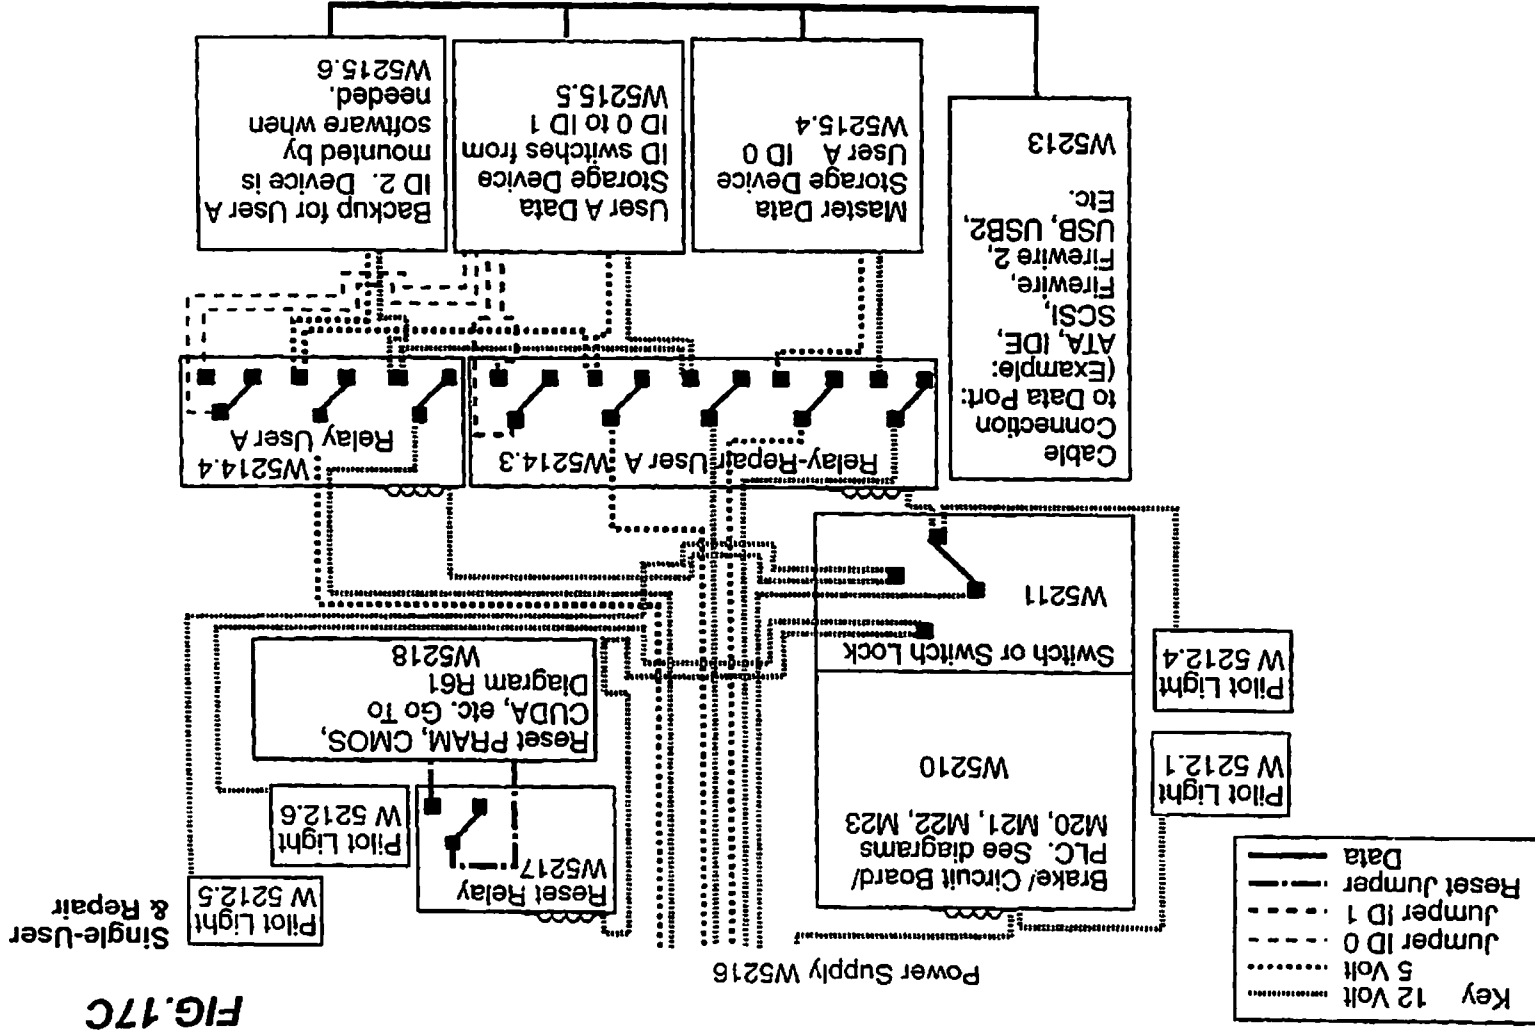 FIG.17C
Single-User
& Repair
Key
12 Volt
5 Volt
Jumper ID 0
Jumper ID 1
Reset Jumper
Data
Power Supply W5216
Pilot Light
W 5212.1
Pilot Light
W 5212.4
Brake/ Circuit Board/
PLC. See diagrams
M20, M21, M22, M23
W5210
Switch or Switch Lock
W5211
Reset Relay
W5217
Pilot Light
W 5212.5
Pilot Light
W 5212.6
Reset PRAM, CMOS,
CUDA, etc. Go To
Diagram R61
W5218
Cable
Connection
to Data Port:
(Example:
ATA, IDE,
SCSI,
Firewire,
Firewire 2,
USB, USB2,
Etc.
W5213
Relay-Repair User A W5214.3
W5214.4
Relay User A
Master Data
Storage Device
User A ID 0
W5215.4
User A Data
Storage Device
ID switches from
ID 0 to ID 1
W5215.5
Backup for User A
ID 2. Device is
mounted by
software when
needed.
W5215.6